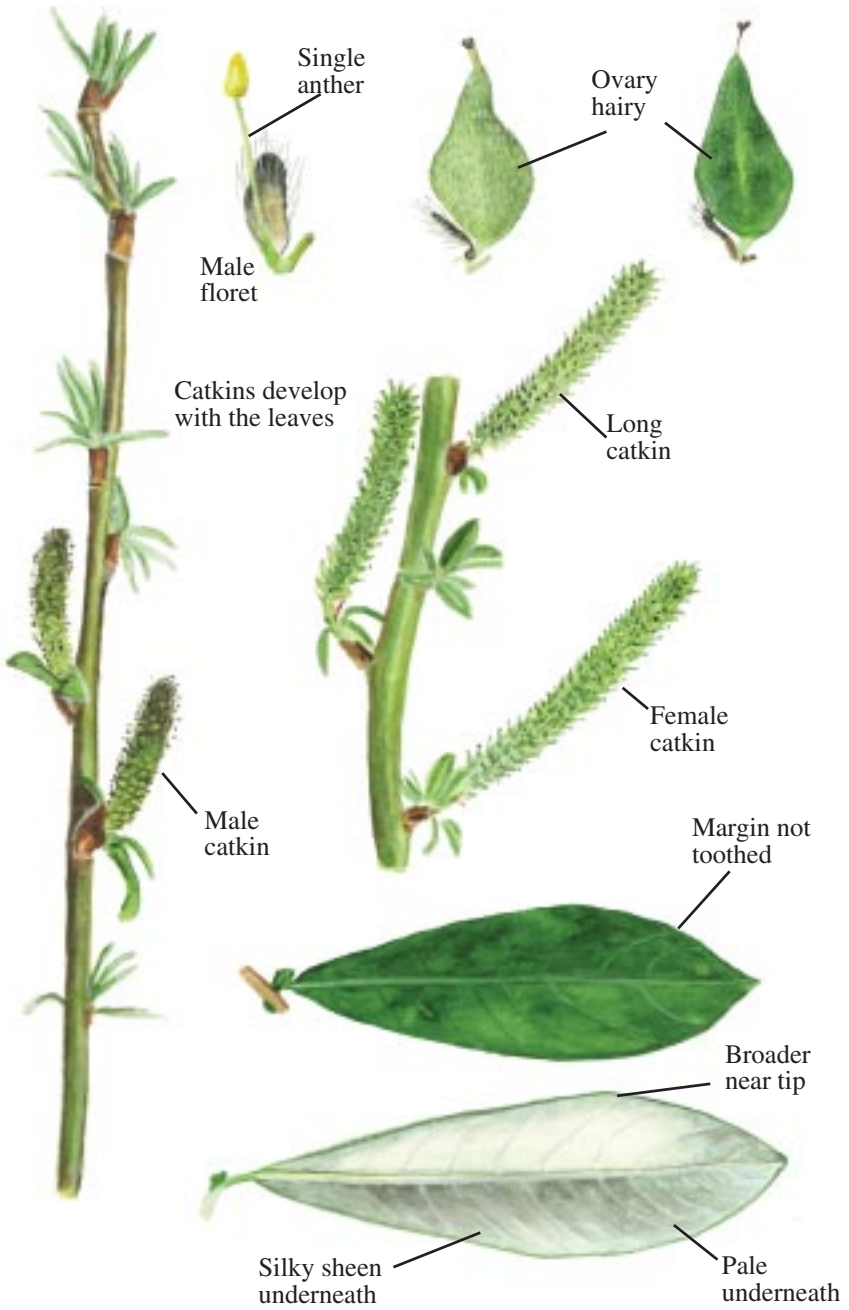 Single
anther
Ovary
hairy
Male
floret
Catkins develop
with the leaves
Long
catkin
Female
catkin
Male
catkin
Margin not
toothed
Broader
near tip
Silky sheen
underneath
Pale
underneath